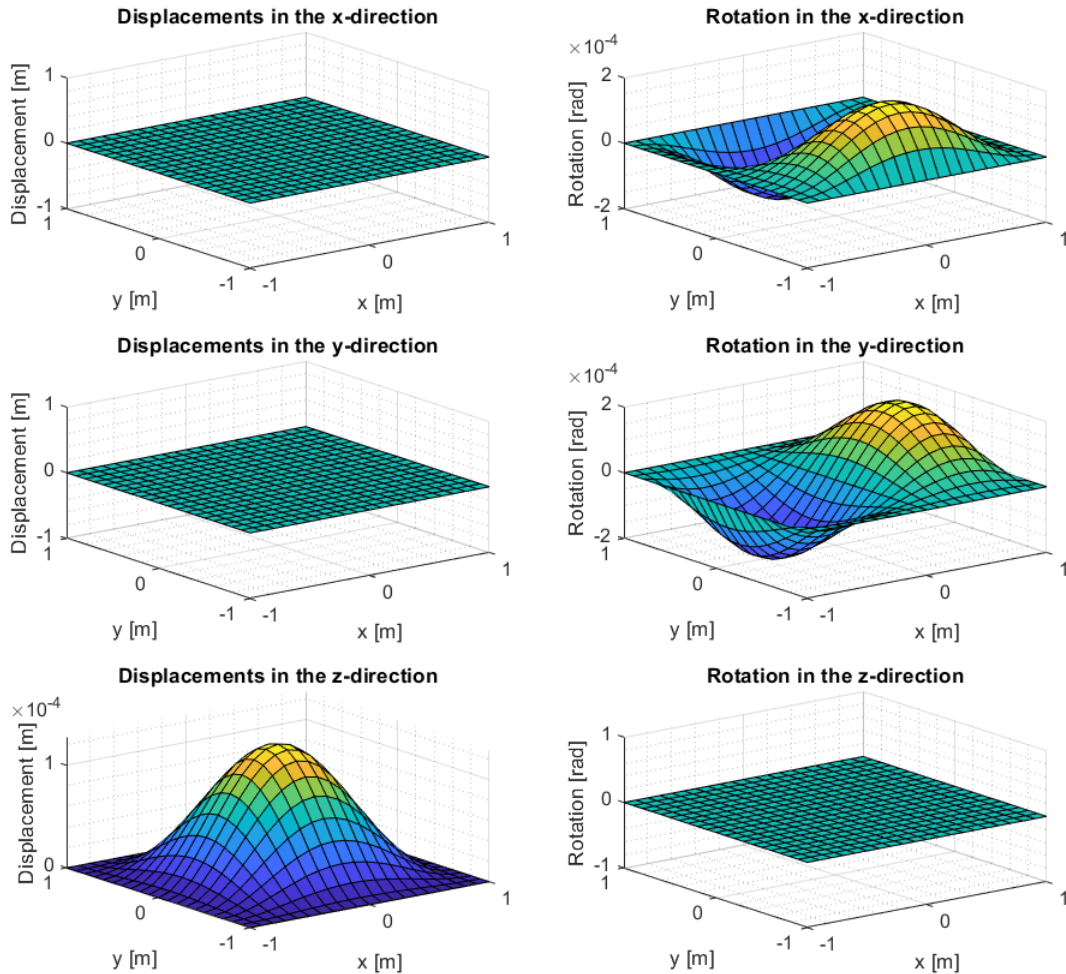 Displacements in the x-direction
Displacement [m]
1
0
-1
1
0
-1
y [m]
-1
0
1
x [m]
Rotation in the x-direction
×10⁻⁴
Rotation [rad]
2
0
-2
1
0
-1
y [m]
-1
0
1
x [m]
Displacements in the y-direction
Displacement [m]
1
0
-1
1
0
-1
y [m]
-1
0
1
x [m]
Rotation in the y-direction
×10⁻⁴
Rotation [rad]
2
0
-2
1
0
-1
y [m]
-1
0
1
x [m]
Displacements in the z-direction
×10⁻⁴
Displacement [m]
1
0
1
0
-1
y [m]
-1
0
1
x [m]
Rotation in the z-direction
Rotation [rad]
1
0
-1
1
0
-1
y [m]
-1
0
1
x [m]